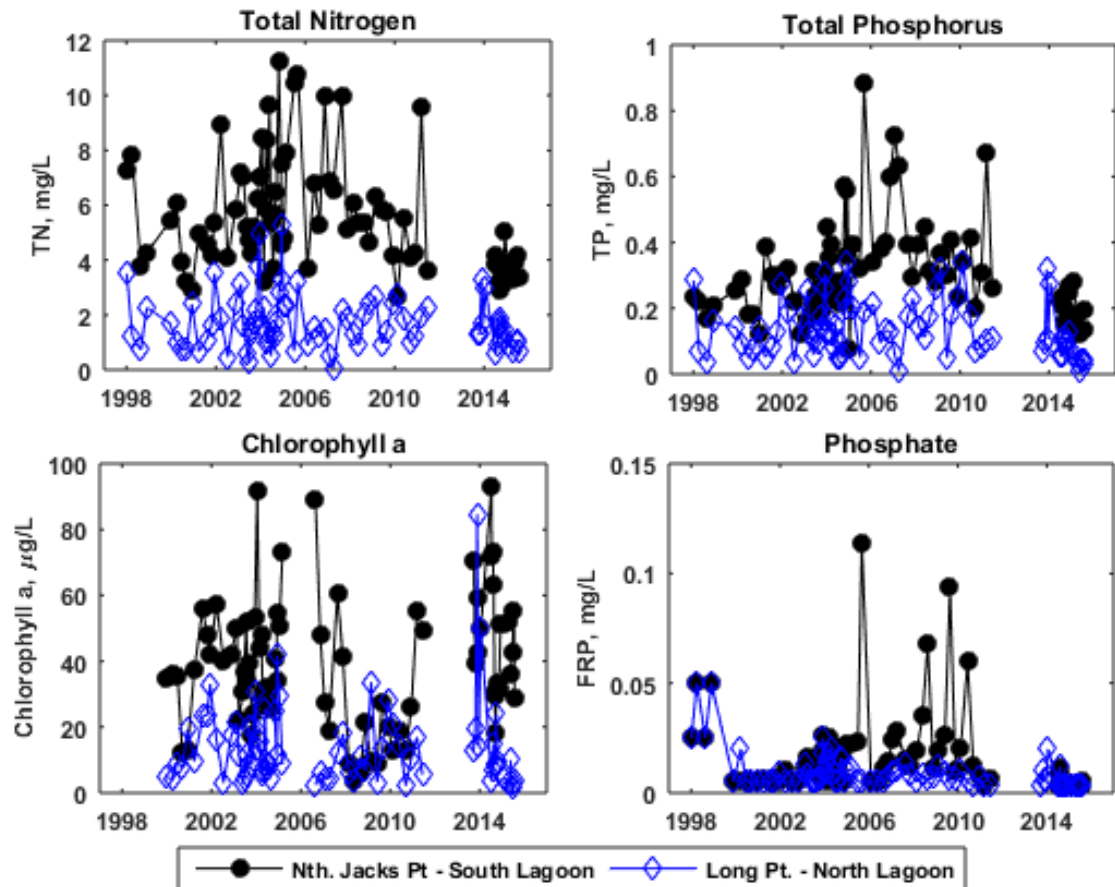 Total Nitrogen
12
10
8
6
4
2
0
TN, mg/L
1998 2002 2006 2010 2014
Total Phosphorus
1
0.8
0.6
0.4
0.2
0
TP, mg/L
1998 2002 2006 2010 2014
Chlorophyll a
100
80
60
40
20
0
Chlorophyll a, μg/L
1998 2002 2006 2010 2014
Phosphate
0.15
0.1
0.05
0
FRP, mg/L
1998 2002 2006 2010 2014
Nth. Jacks Pt - South Lagoon Long Pt. - North Lagoon